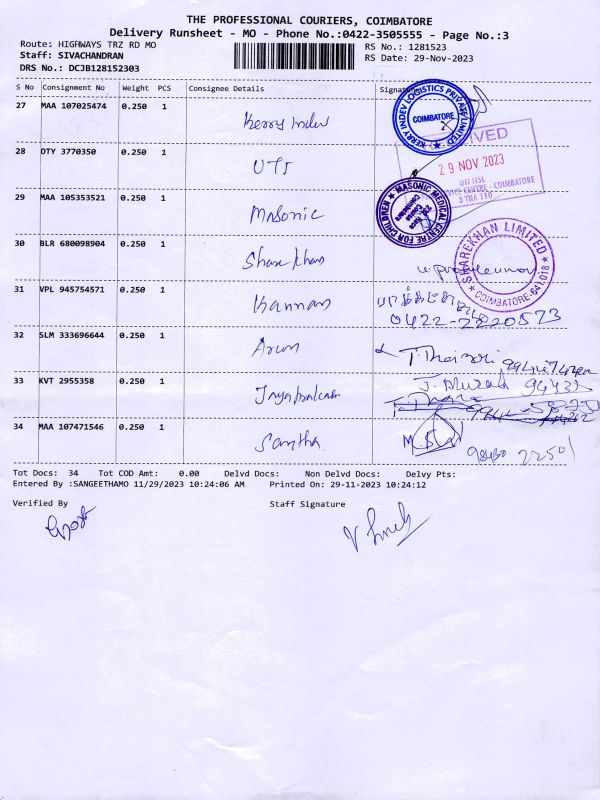 THE PROFESSIONAL COURIERS, COIMBATORE
Delivery Runsheet - MO - Phone No.:0422-3505555 - Page No.:3
Route: HIGHWAYS TRZ RD MO
RS No.: 1281523
Staff: SIVACHANDRAN
RS Date: 29-Nov-2023
DRS No.: DCJB128152303
S No Consignment No Weight PCS Consignee Details Signature
27 MAA 107025474 0.250 1 Kerry Indev
KERRY INDEV LOGISTICS PRIVATE LIMITED
COIMBATORE
28 OTY 3770350 0.250 1 UTI
29 NOV 2023
UTI ITSL
COIMBATORE
29 MAA 105353521 0.250 1 Masonic
MASONIC MEDICAL CENTRE FOR CHILDREN
30 BLR 680098904 0.250 1 Sharekhan
SHAREKHAN LIMITED
COIMBATORE-641018
31 VPL 945754571 0.250 1 Kannan
0422-2220573
32 SLM 333696644 0.250 1 Arun
33 KVT 2955358 0.250 1
34 MAA 107471546 0.250 1 Santha
Tot Docs: 34 Tot COD Amt: 0.00 Delvd Docs: Non Delvd Docs: Delvy Pts:
Entered By :SANGEETHAMO 11/29/2023 10:24:06 AM Printed On: 29-11-2023 10:24:12
Verified By Staff Signature